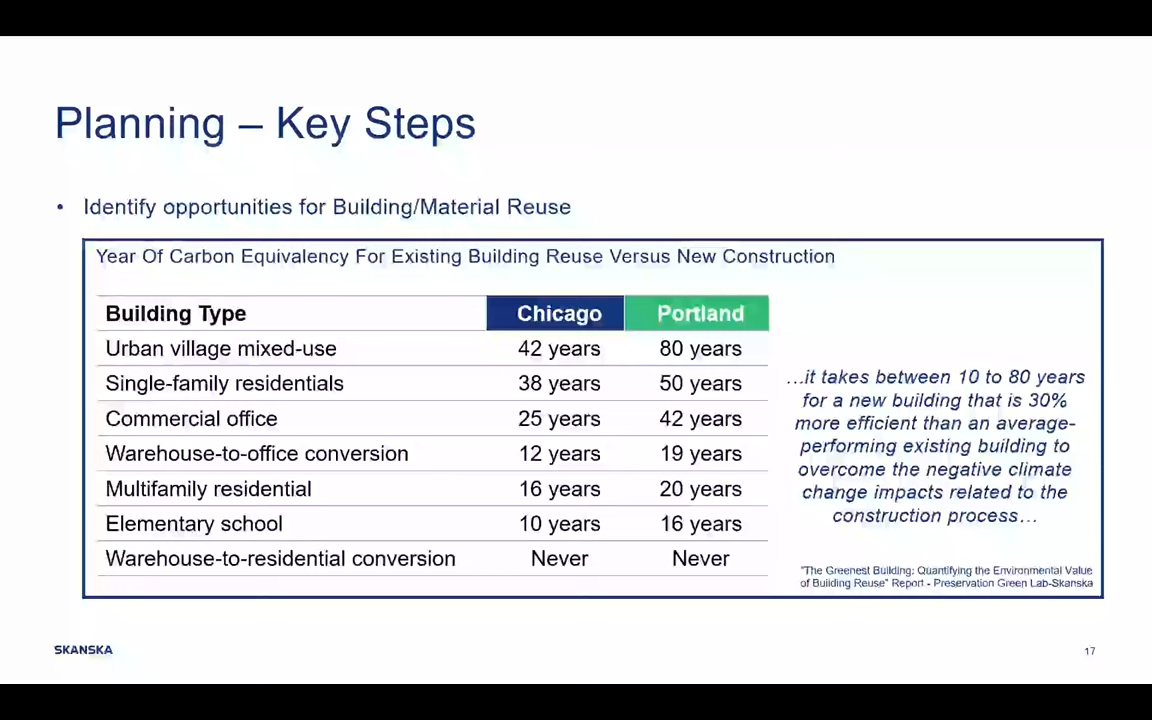 Planning – Key Steps
• Identify opportunities for Building/Material Reuse
Year Of Carbon Equivalency For Existing Building Reuse Versus New Construction
Building Type Chicago Portland
Urban village mixed-use 42 years 80 years
Single-family residentials 38 years 50 years
Commercial office 25 years 42 years
Warehouse-to-office conversion 12 years 19 years
Multifamily residential 16 years 20 years
Elementary school 10 years 16 years
Warehouse-to-residential conversion Never Never
…it takes between 10 to 80 years
for a new building that is 30%
more efficient than an average-
performing existing building to
overcome the negative climate
change impacts related to the
construction process…
"The Greenest Building: Quantifying the Environmental Value
of Building Reuse" Report - Preservation Green Lab-Skanska
SKANSKA
17